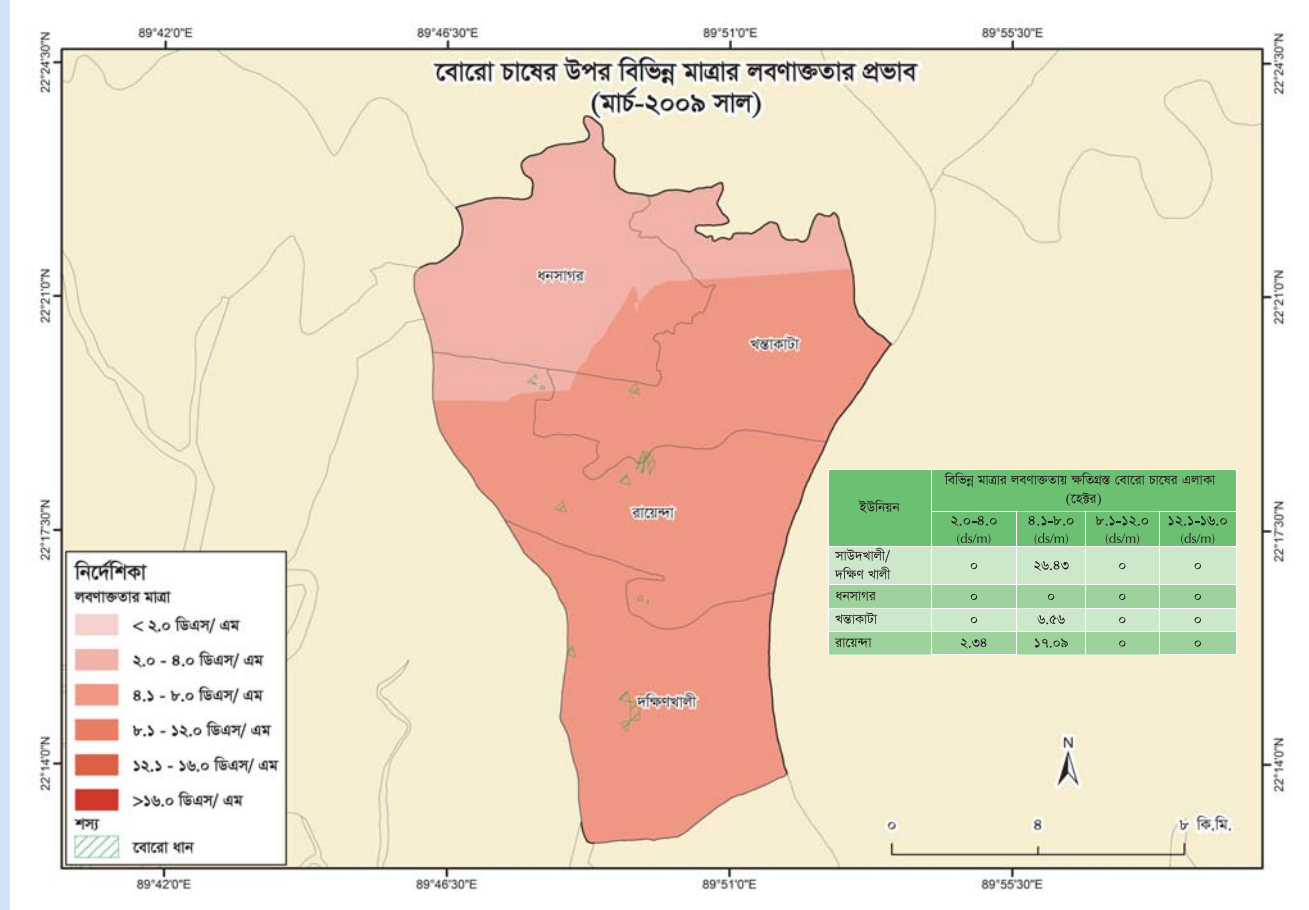 89°42'0"E 89°46'30"E 89°51'0"E 89°55'30"E
22°24'30"N 22°24'30"N
বোরো চাষের উপর বিভিন্ন মাত্রার লবণাক্ততার প্রভাব
(মার্চ-২০০৯ সাল)
ধনসাগর
22°21'0"N 22°21'0"N
খন্তাকাটা
রায়েন্দা
22°17'30"N 22°17'30"N
দক্ষিণখালী
22°14'0"N 22°14'0"N
ইউনিয়ন
বিভিন্ন মাত্রার লবণাক্ততায় ক্ষতিগ্রস্ত বোরো চাষের এলাকা
(হেক্টর)
২.০-৪.০ ৪.১-৮.০ ৮.১-১২.০ ১২.১-১৬.০
(ds/m) (ds/m) (ds/m) (ds/m)
সাউদখালী/
দক্ষিণ খালী ০ ২৬.৪৩ ০ ০
ধনসাগর ০ ০ ০ ০
খন্তাকাটা ০ ৬.৫৬ ০ ০
রায়েন্দা ২.৩৪ ১৭.০৯ ০ ০
নির্দেশিকা
লবণাক্ততার মাত্রা
< ২.০ ডিএস/ এম
২.০ - ৪.০ ডিএস/ এম
৪.১ - ৮.০ ডিএস/ এম
৮.১ - ১২.০ ডিএস/ এম
১২.১ - ১৬.০ ডিএস/ এম
>১৬.০ ডিএস/ এম
শস্য
বোরো ধান
N
০ ৪ ৮ কি.মি.
89°42'0"E 89°46'30"E 89°51'0"E 89°55'30"E